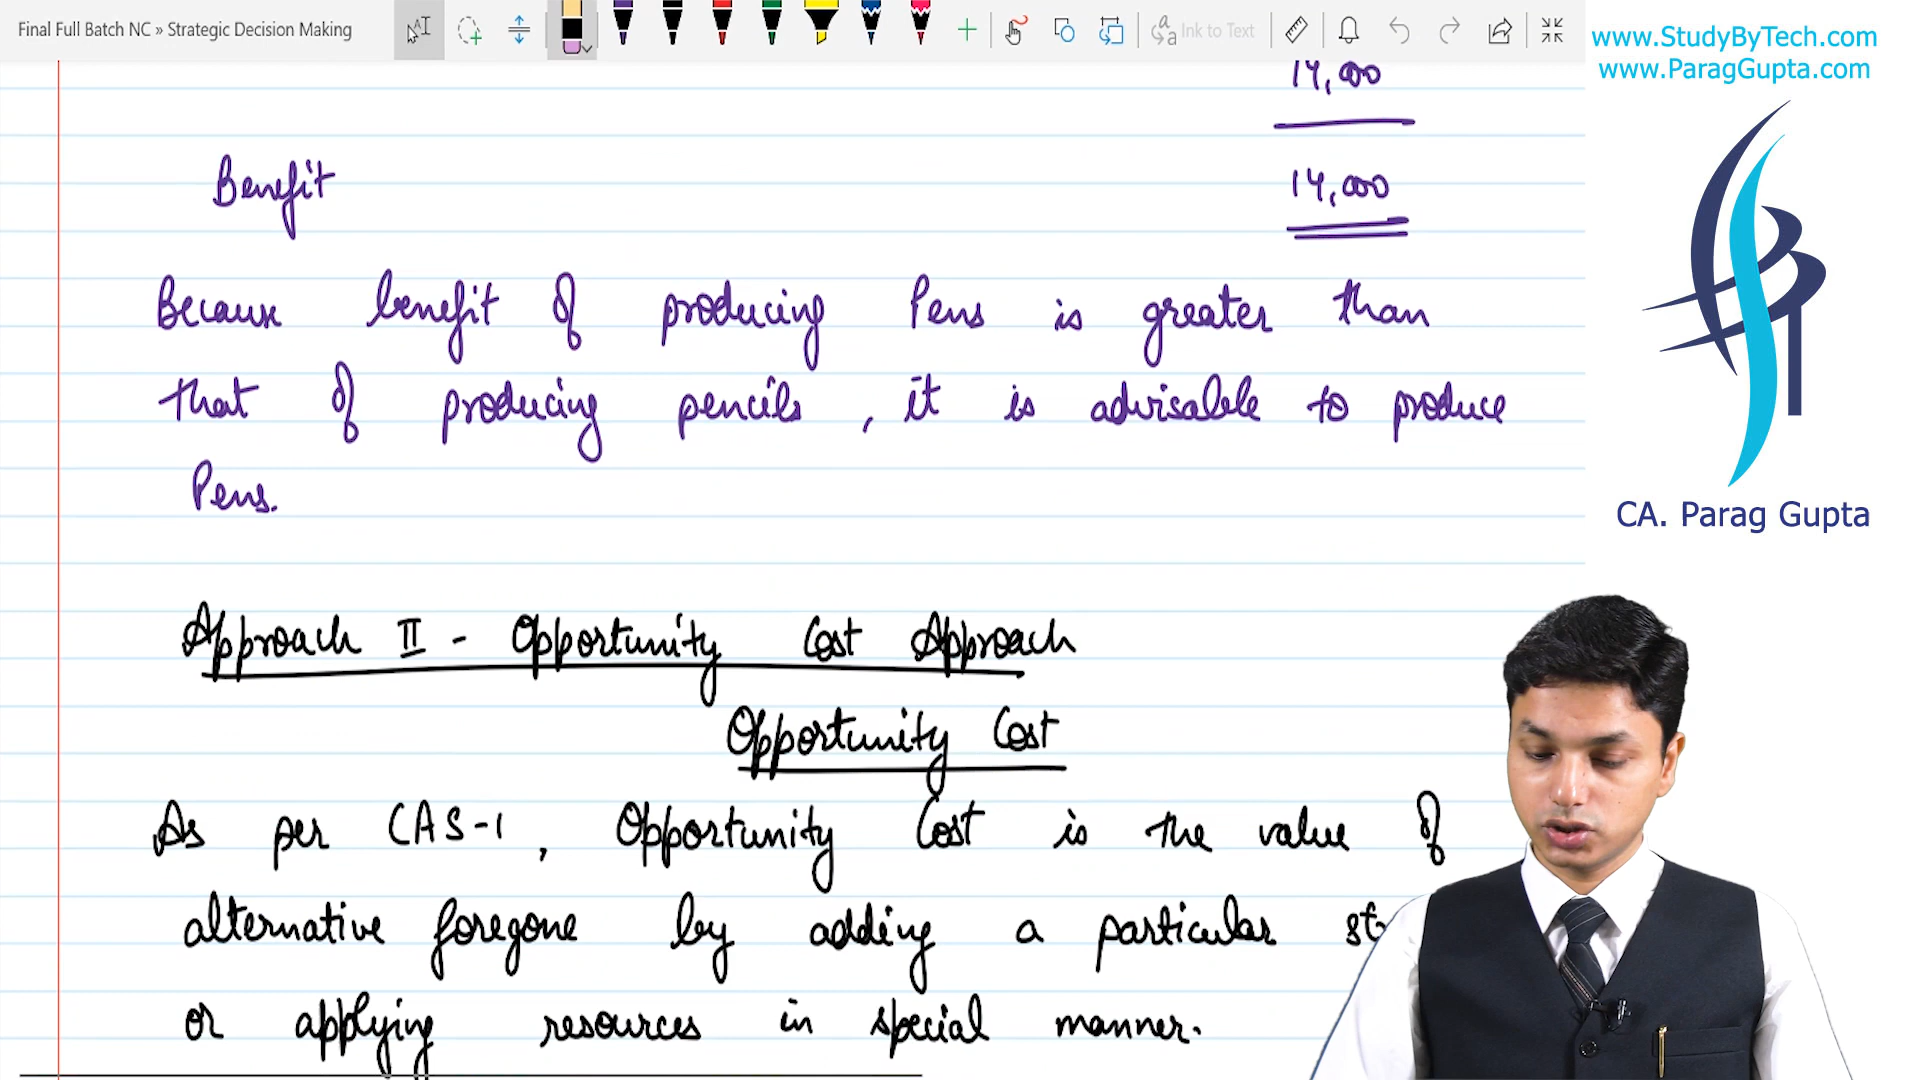 Final Full Batch NC » Strategic Decision Making
Ink to Text
www.StudyByTech.com
www.ParagGupta.com
14,000
Benefit 14,000
Because benefit of producing Pens is greater than
that of producing pencils, it is advisable to produce
Pens.
CA. Parag Gupta
Approach II - Opportunity Cost Approach
Opportunity Cost
As per CAS-1, Opportunity Cost is the value of
alternative foregone by adding a particular st
or applying resources in special manner.